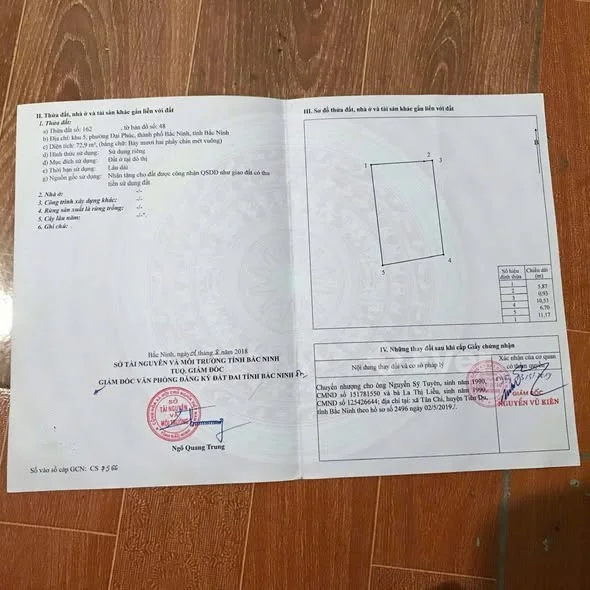 II. Thửa đất, nhà ở và tài sản khác gắn liền với đất
1. Thửa đất:
a) Thửa đất số: 162 , tờ bản đồ số: 48
b) Địa chỉ: khu 5, phường Đại Phúc, thành phố Bắc Ninh, tỉnh Bắc Ninh
c) Diện tích: 72,9 m², (bằng chữ: Bảy mươi hai phẩy chín mét vuông)
d) Hình thức sử dụng: Sử dụng riêng
đ) Mục đích sử dụng: Đất ở tại đô thị
e) Thời hạn sử dụng: Lâu dài
g) Nguồn gốc sử dụng: Nhận tặng cho đất được công nhận QSDĐ như giao đất có thu
tiền sử dụng đất
2. Nhà ở: -/-
3. Công trình xây dựng khác: -/-
4. Rừng sản xuất là rừng trồng: -/-
5. Cây lâu năm: -/-
6. Ghi chú:
Bắc Ninh, ngày tháng 2018
SỞ TÀI NGUYÊN VÀ MÔI TRƯỜNG TỈNH BẮC NINH
TUQ. GIÁM ĐỐC
GIÁM ĐỐC VĂN PHÒNG ĐĂNG KÝ ĐẤT ĐAI TỈNH BẮC NINH
SỞ
TÀI NGUYÊN
VÀ
MÔI TRƯỜNG
Ngô Quang Trung
Số vào sổ cấp GCN: CS
III. Sơ đồ thửa đất, nhà ở và tài sản khác gắn liền với đất
B
1
2
3
4
5
Số hiệu đỉnh thửa
Chiều dài (m)
1
5,87
2
0,93
3
10,53
4
6,70
5
11,17
1
IV. Những thay đổi sau khi cấp Giấy chứng nhận
Nội dung thay đổi và cơ sở pháp lý
Xác nhận của cơ quan
có thẩm quyền
Chuyển nhượng cho ông Nguyễn Sỹ Tuyên, sinh năm 1990,
CMND số 151781550 và bà La Thị Liễu, sinh năm 1990,
CMND số 125426644; địa chỉ tại: xã Tân Chi, huyện Tiên Du,
tỉnh Bắc Ninh theo hồ sơ số 2496 02/5/2019./.
GIÁM ĐỐC
NGUYỄN VŨ KIÊN